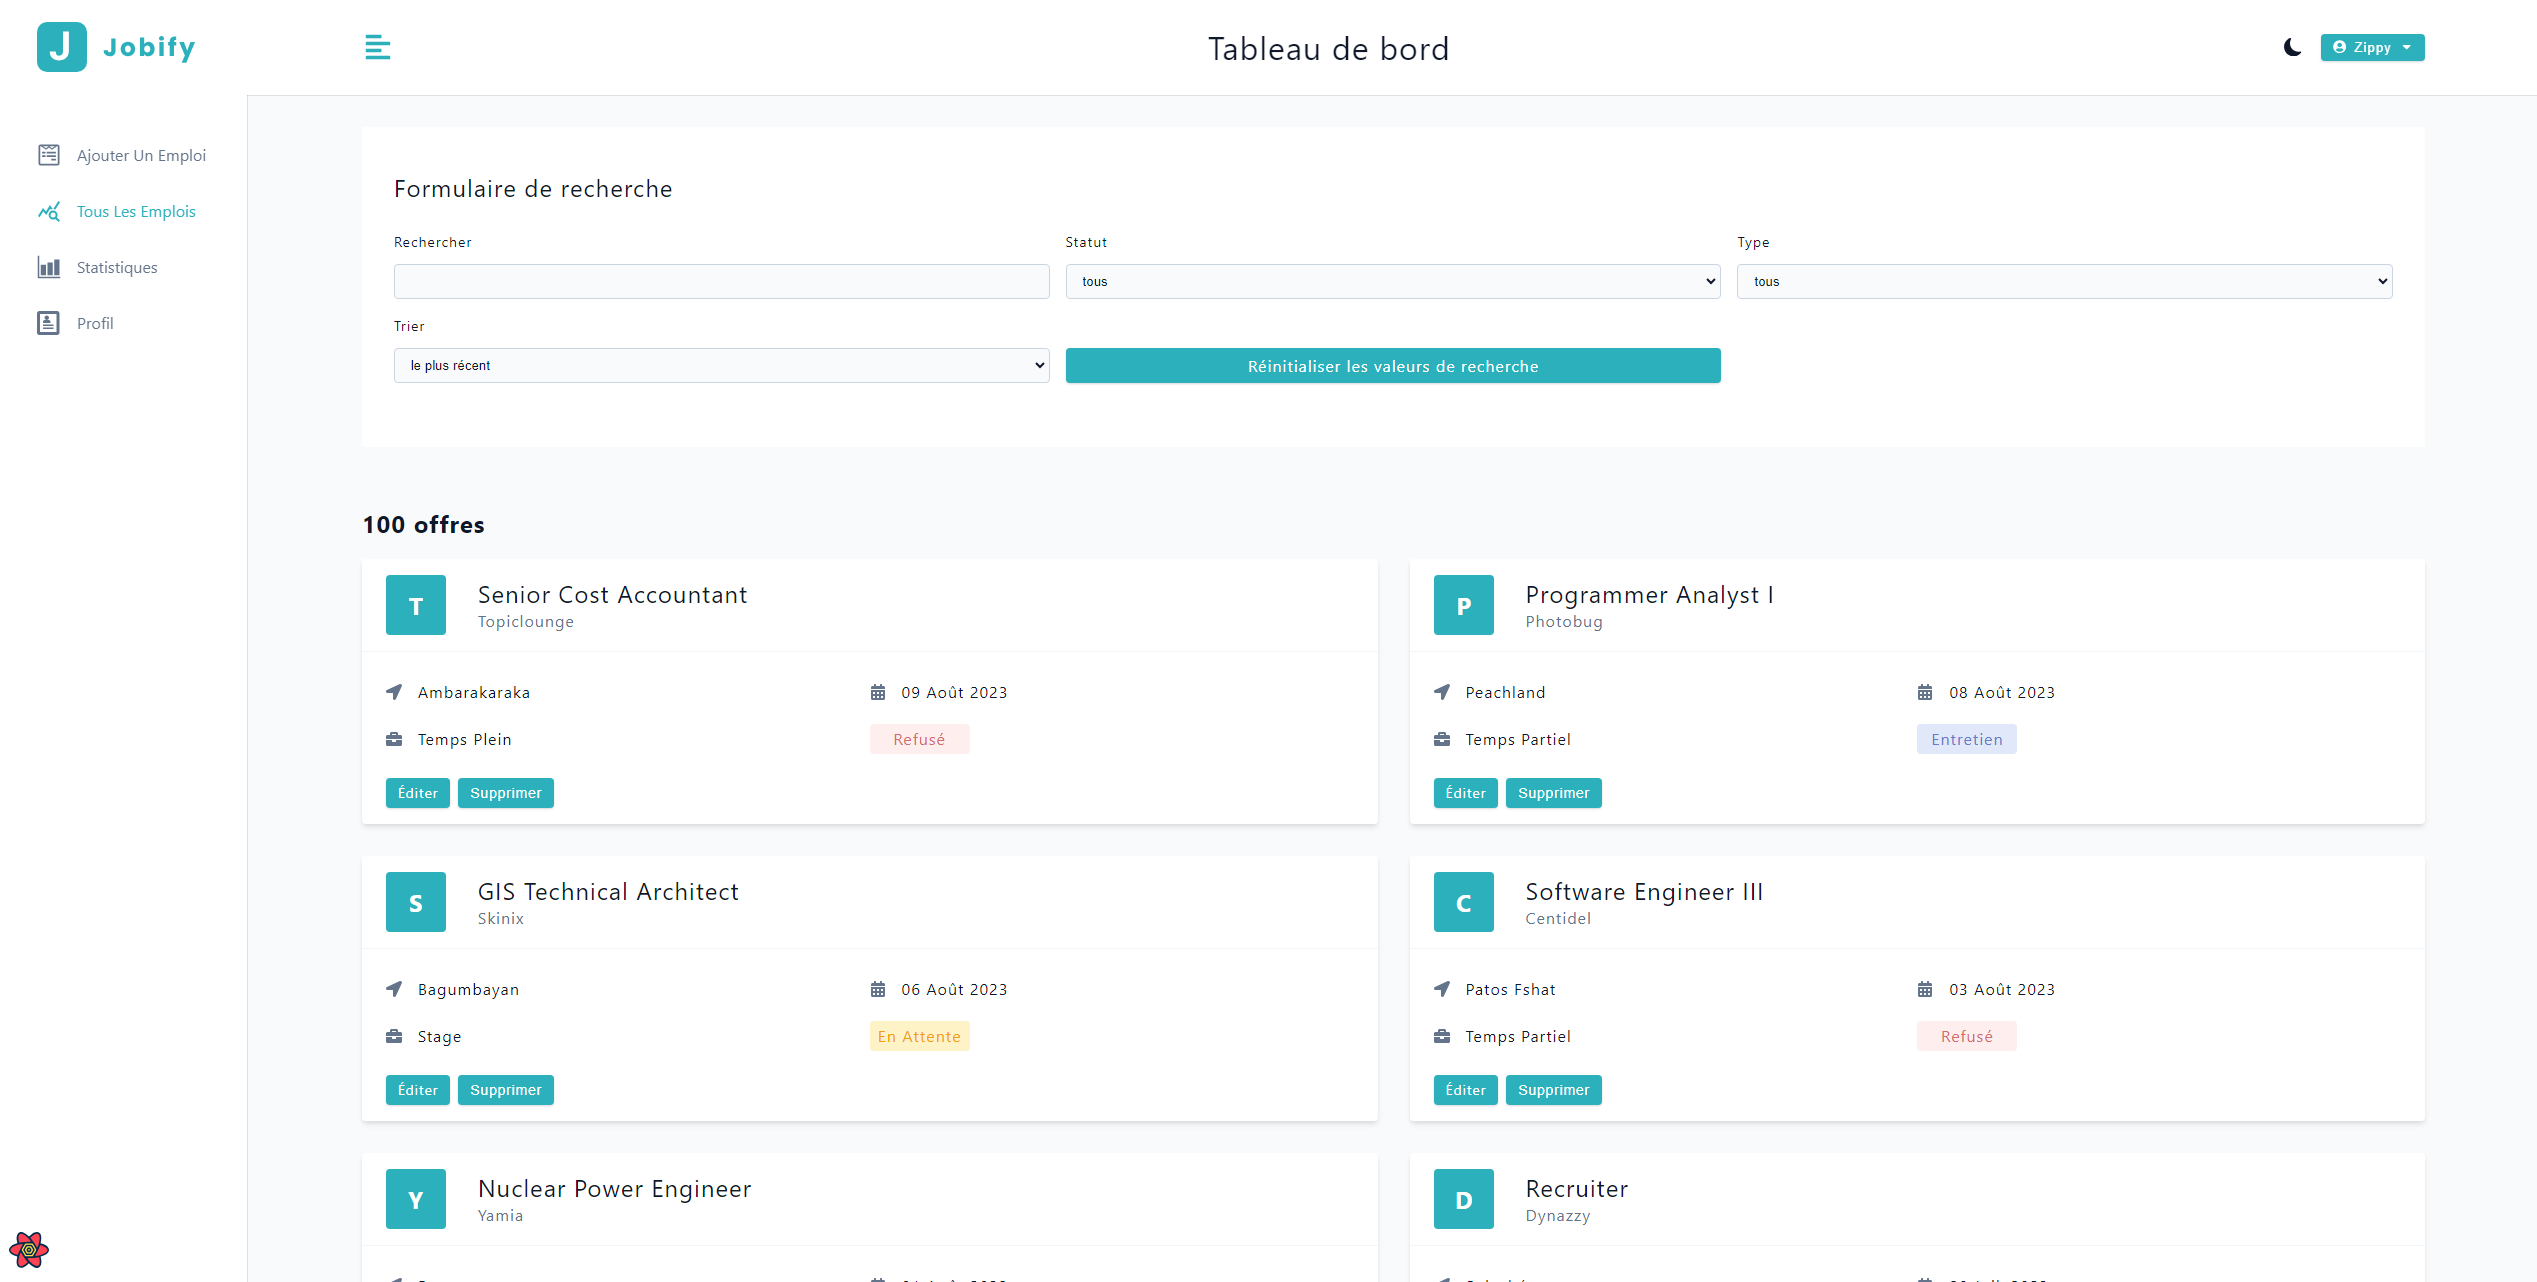 J Jobify
Tableau de bord
Zippy
Ajouter Un Emploi
Tous Les Emplois
Statistiques
Profil
Formulaire de recherche
Rechercher
Statut
Type
tous
tous
Trier
le plus récent
Réinitialiser les valeurs de recherche
100 offres
T
Senior Cost Accountant
Topiclounge
Ambarakaraka
09 Août 2023
Temps Plein
Refusé
Éditer
Supprimer
P
Programmer Analyst I
Photobug
Peachland
08 Août 2023
Temps Partiel
Entretien
Éditer
Supprimer
S
GIS Technical Architect
Skinix
Bagumbayan
06 Août 2023
Stage
En Attente
Éditer
Supprimer
C
Software Engineer III
Centidel
Patos Fshat
03 Août 2023
Temps Partiel
Refusé
Éditer
Supprimer
Y
Nuclear Power Engineer
Yamia
D
Recruiter
Dynazzy